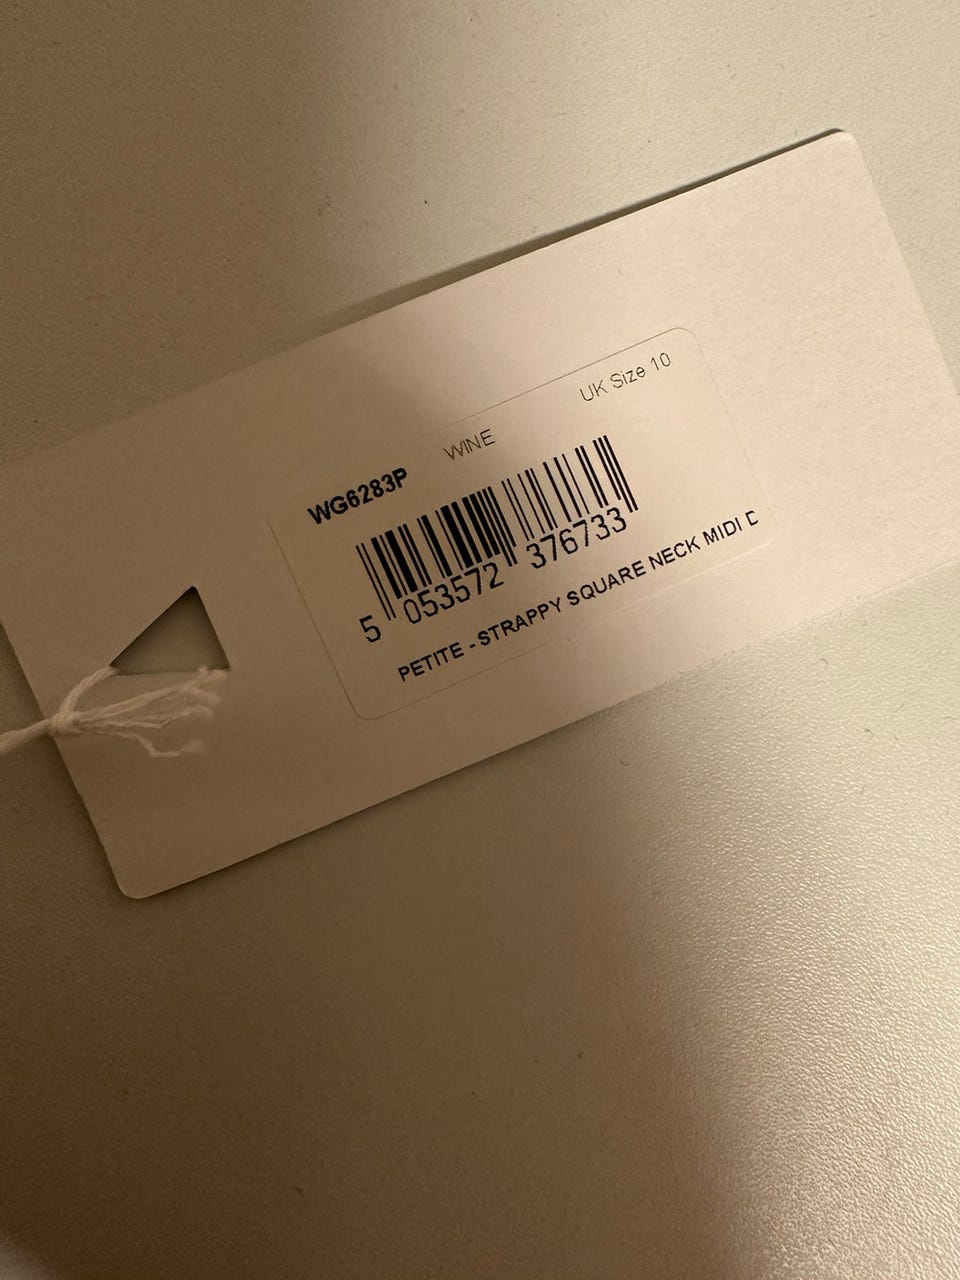 WG6283P WINE UK Size 10
5 053572 376733
PETITE - STRAPPY SQUARE NECK MIDI D